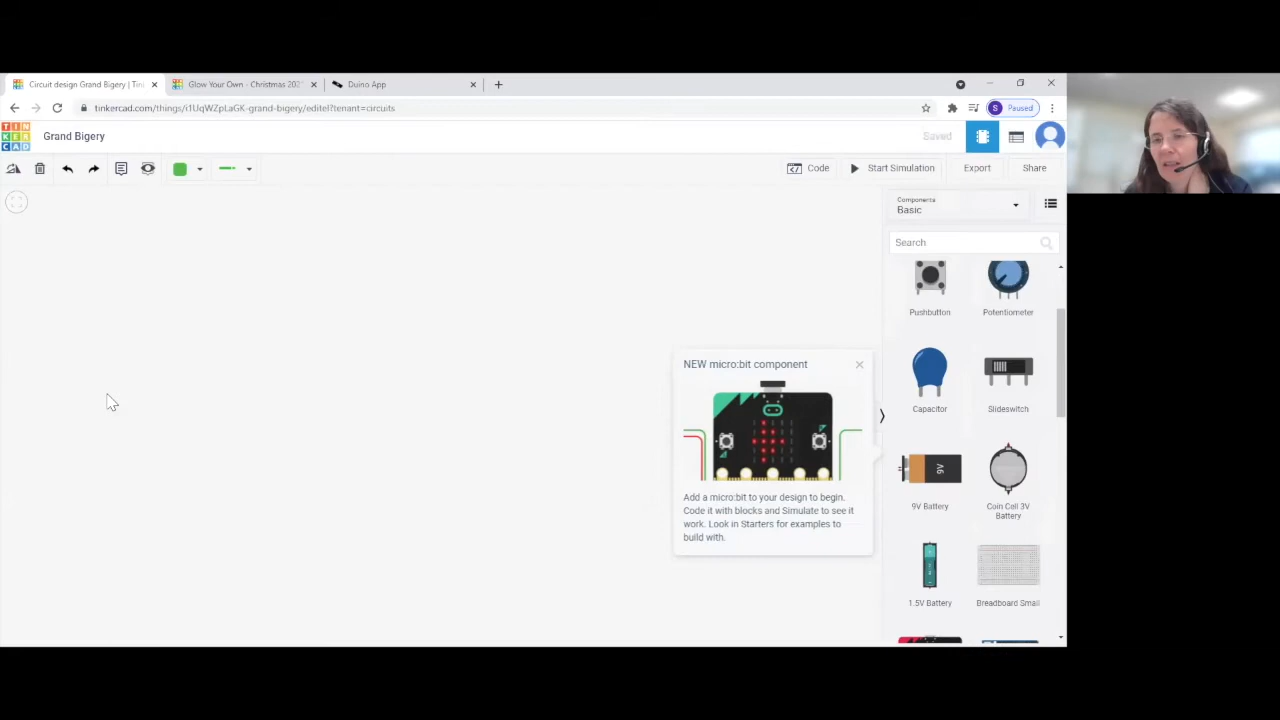 Circuit design Grand Bigery | Tin
Glow Your Own - Christmas 202
Duino App
tinkercad.com/things/i1UqWZpLaGK-grand-bigery/editel?tenant=circuits
S
Paused
TIN
KER
CAD
Grand Bigery
Saved
Code
Start Simulation
Export
Share
Components
Basic
Search
Pushbutton
Potentiometer
NEW micro:bit component
Capacitor
Slideswitch
9V
9V Battery
Coin Cell 3V
Battery
Add a micro:bit to your design to begin.
Code it with blocks and Simulate to see it
work. Look in Starters for examples to
build with.
1.5V Battery
Breadboard Small